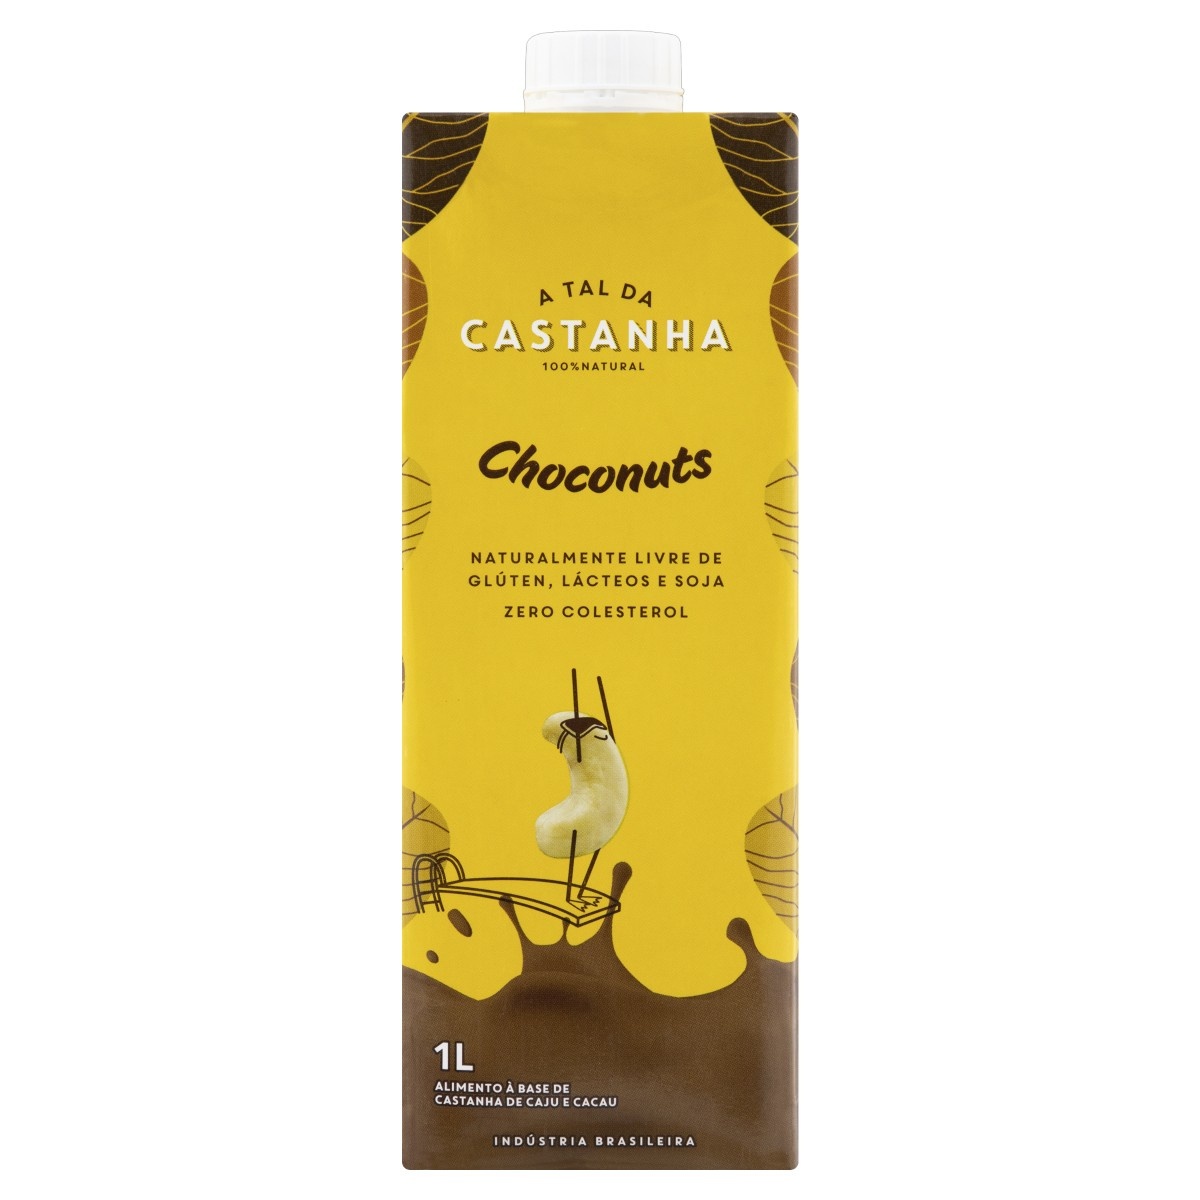 A TAL DA
CASTANHA
100%NATURAL
Choconuts
NATURALMENTE LIVRE DE
GLÚTEN, LÁCTEOS E SOJA
ZERO COLESTEROL
1L
ALIMENTO À BASE DE
CASTANHA DE CAJU E CACAU
INDÚSTRIA BRASILEIRA